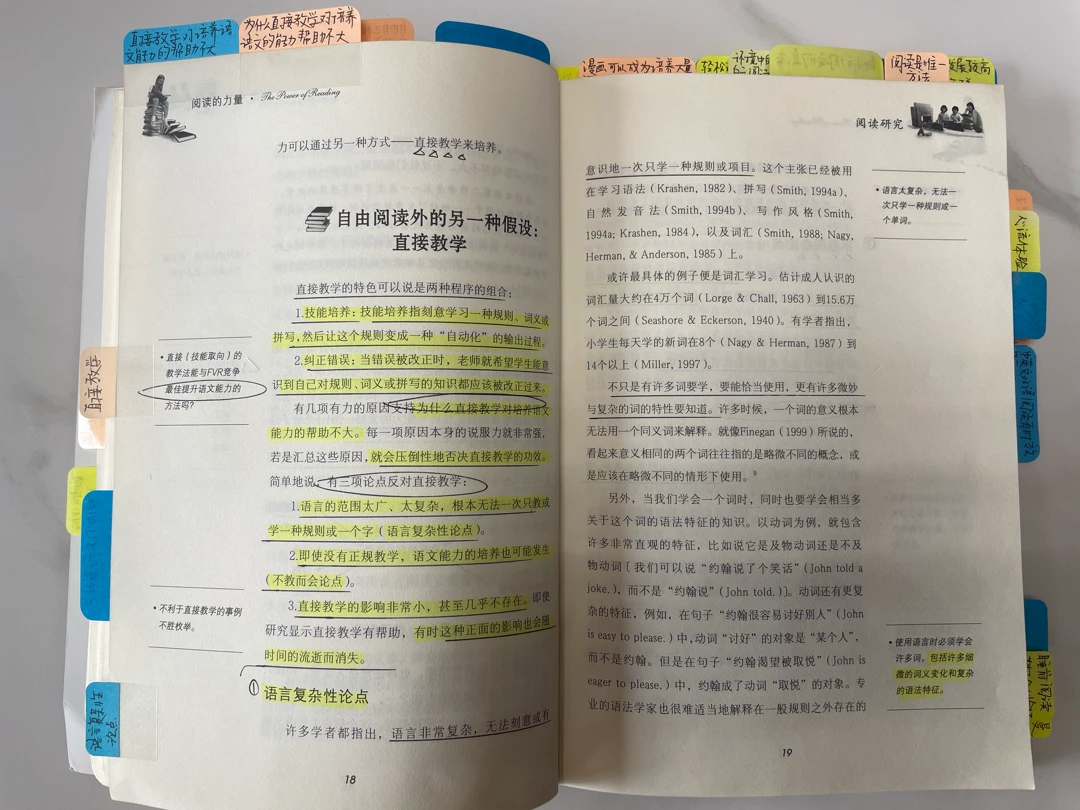 直接教学对培养语
文能力的帮助不大
为什么直接教学对培养
语文的能力帮助不大
漫画可以成为培养大量
轻松
环境中
阅读是唯一
方法
发展较高
阅读的力量 · The Power of Reading
力可以通过另一种方式——直接教学来培养。
自由阅读外的另一种假设：
直接教学
直接教学的特色可以说是两种程序的组合：
1.技能培养：技能培养指刻意学习一种规则、词义或
拼写，然后让这个规则变成一种“自动化”的输出过程。
2.纠正错误：当错误被改正时，老师就希望学生能意
识到自己对规则、词义或拼写的知识都应该被改正过来。
有几项有力的原因支持为什么直接教学对培养语文
能力的帮助不大。每一项原因本身的说服力就非常强，
若是汇总这些原因，就会压倒性地否决直接教学的功效。
简单地说，有三项论点反对直接教学：
1.语言的范围太广、太复杂，根本无法一次只教或
学一种规则或一个字（语言复杂性论点）。
2.即使没有正规教学，语文能力的培养也可能发生
（不教而会论点）。
3.直接教学的影响非常小，甚至几乎不存在。即使
研究显示直接教学有帮助，有时这种正面的影响也会随
时间的流逝而消失。
① 语言复杂性论点
许多学者都指出，语言非常复杂，无法刻意或有
18
• 直接（技能取向）的
教学法能与FVR竞争
最佳提升语文能力的
方法吗？
• 不利于直接教学的事例
不胜枚举。
直接教学
语言复杂性
论点
阅读研究
意识地一次只学一种规则或项目。这个主张已经被用
在学习语法（Krashen, 1982）、拼写（Smith, 1994a）、
自然发音法（Smith, 1994b）、写作风格（Smith,
1994a; Krashen, 1984），以及词汇（Smith, 1988; Nagy,
Herman, & Anderson, 1985）上。
或许最具体的例子便是词汇学习。估计成人认识的
词汇量大约在4万个词（Lorge & Chall, 1963）到15.6万
个词之间（Seashore & Eckerson, 1940）。有学者指出，
小学生每天学的新词在8个（Nagy & Herman, 1987）到
14个以上（Miller, 1997）。
不只是有许多词要学，要能恰当使用，更有许多微妙
与复杂的词的特性要知道。许多时候，一个词的意义根本
无法用一个同义词来解释。就像Finegan（1999）所说的，
看起来意义相同的两个词往往指的是略微不同的概念，或
是应该在略微不同的情形下使用。
另外，当我们学会一个词时，同时也要学会相当多
关于这个词的语法特征的知识。以动词为例，就包含
许多非常直观的特征，比如说它是及物动词还是不及
物动词［我们可以说“约翰说了个笑话”（John told a
joke.），而不是“约翰说”（John told.）］。动词还有更复
杂的特征，例如，在句子“约翰很容易讨好别人”（John
is easy to please.）中，动词“讨好”的对象是“某个人”，
而不是约翰。但是在句子“约翰渴望被取悦”（John is
eager to please.）中，约翰成了动词“取悦”的对象。专
业的语法学家也很难适当地解释在一般规则之外存在的
19
• 语言太复杂，无法一
次只学一种规则或一
个单词。
• 使用语言时必须学会
许多词，包括许多细
微的词义变化和复杂
的语法特征。
心流体验
睡前阅读